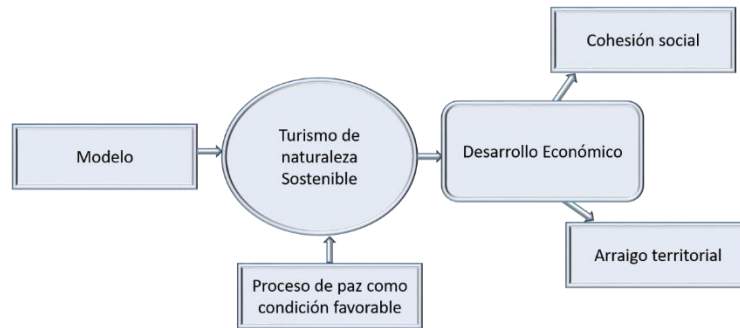 Cohesión social
Modelo
Turismo de
naturaleza
Sostenible
Desarrollo Económico
Proceso de paz como
condición favorable
Arraigo territorial